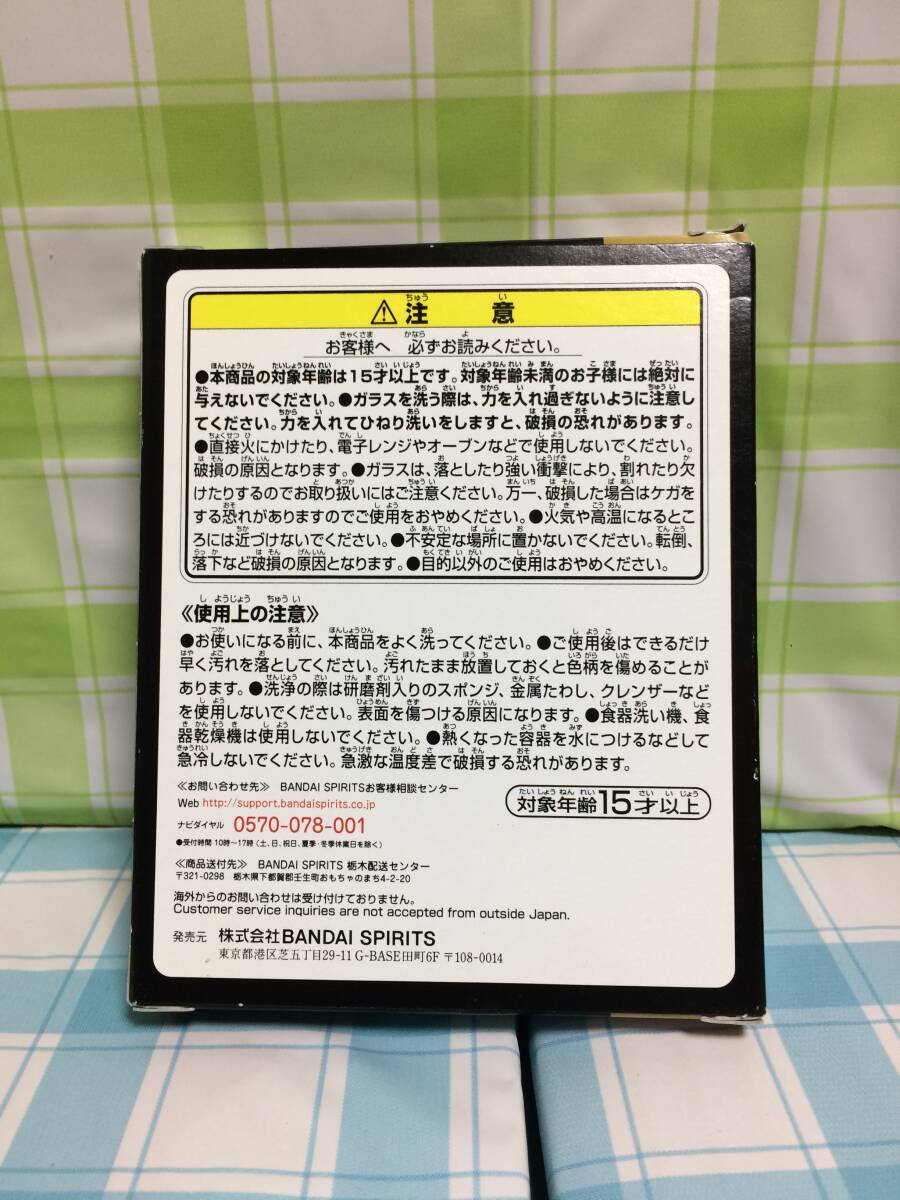 ⚠注意
お客様へ 必ずお読みください。
●本商品の対象年齢は15才以上です。対象年齢未満のお子様には絶対に
与えないでください。●ガラスを洗う際は、力を入れ過ぎないように注意し
てください。力を入れてひねり洗いをしますと、破損の恐れがあります。
●直接火にかけたり、電子レンジやオーブンなどで使用しないでください。
破損の原因となります。●ガラスは、落としたり強い衝撃により、割れたり欠
けたりするのでお取り扱いにはご注意ください。万一、破損した場合はケガを
する恐れがありますのでご使用をおやめください。●火気や高温になるとこ
ろには近づけないでください。●不安定な場所に置かないでください。転倒、
落下など破損の原因となります。●目的以外のご使用はおやめください。
《使用上の注意》
●お使いになる前に、本商品をよく洗ってください。●ご使用後はできるだけ
早く汚れを落としてください。汚れたまま放置しておくと色柄を傷めることが
あります。●洗浄の際は研磨剤入りのスポンジ、金属たわし、クレンザーなど
を使用しないでください。表面を傷つける原因になります。●食器洗い機、食
器乾燥機は使用しないでください。●熱くなった容器を水につけるなどして
急冷しないでください。急激な温度差で破損する恐れがあります。
《お問い合わせ先》 BANDAI SPIRITSお客様相談センター
Web http://support.bandaispirits.co.jp
ナビダイヤル 0570-078-001
●受付時間 10時〜17時(土、日、祝日、夏季・冬季休業日を除く)
対象年齢15才以上
《商品送付先》 BANDAI SPIRITS 栃木配送センター
〒321-0298 栃木県下都賀郡壬生町おもちゃのまち4-2-20
海外からのお問い合わせは受け付けておりません。
Customer service inquiries are not accepted from outside Japan.
発売元 株式会社BANDAI SPIRITS
東京都港区芝五丁目29-11 G-BASE田町6F 〒108-0014